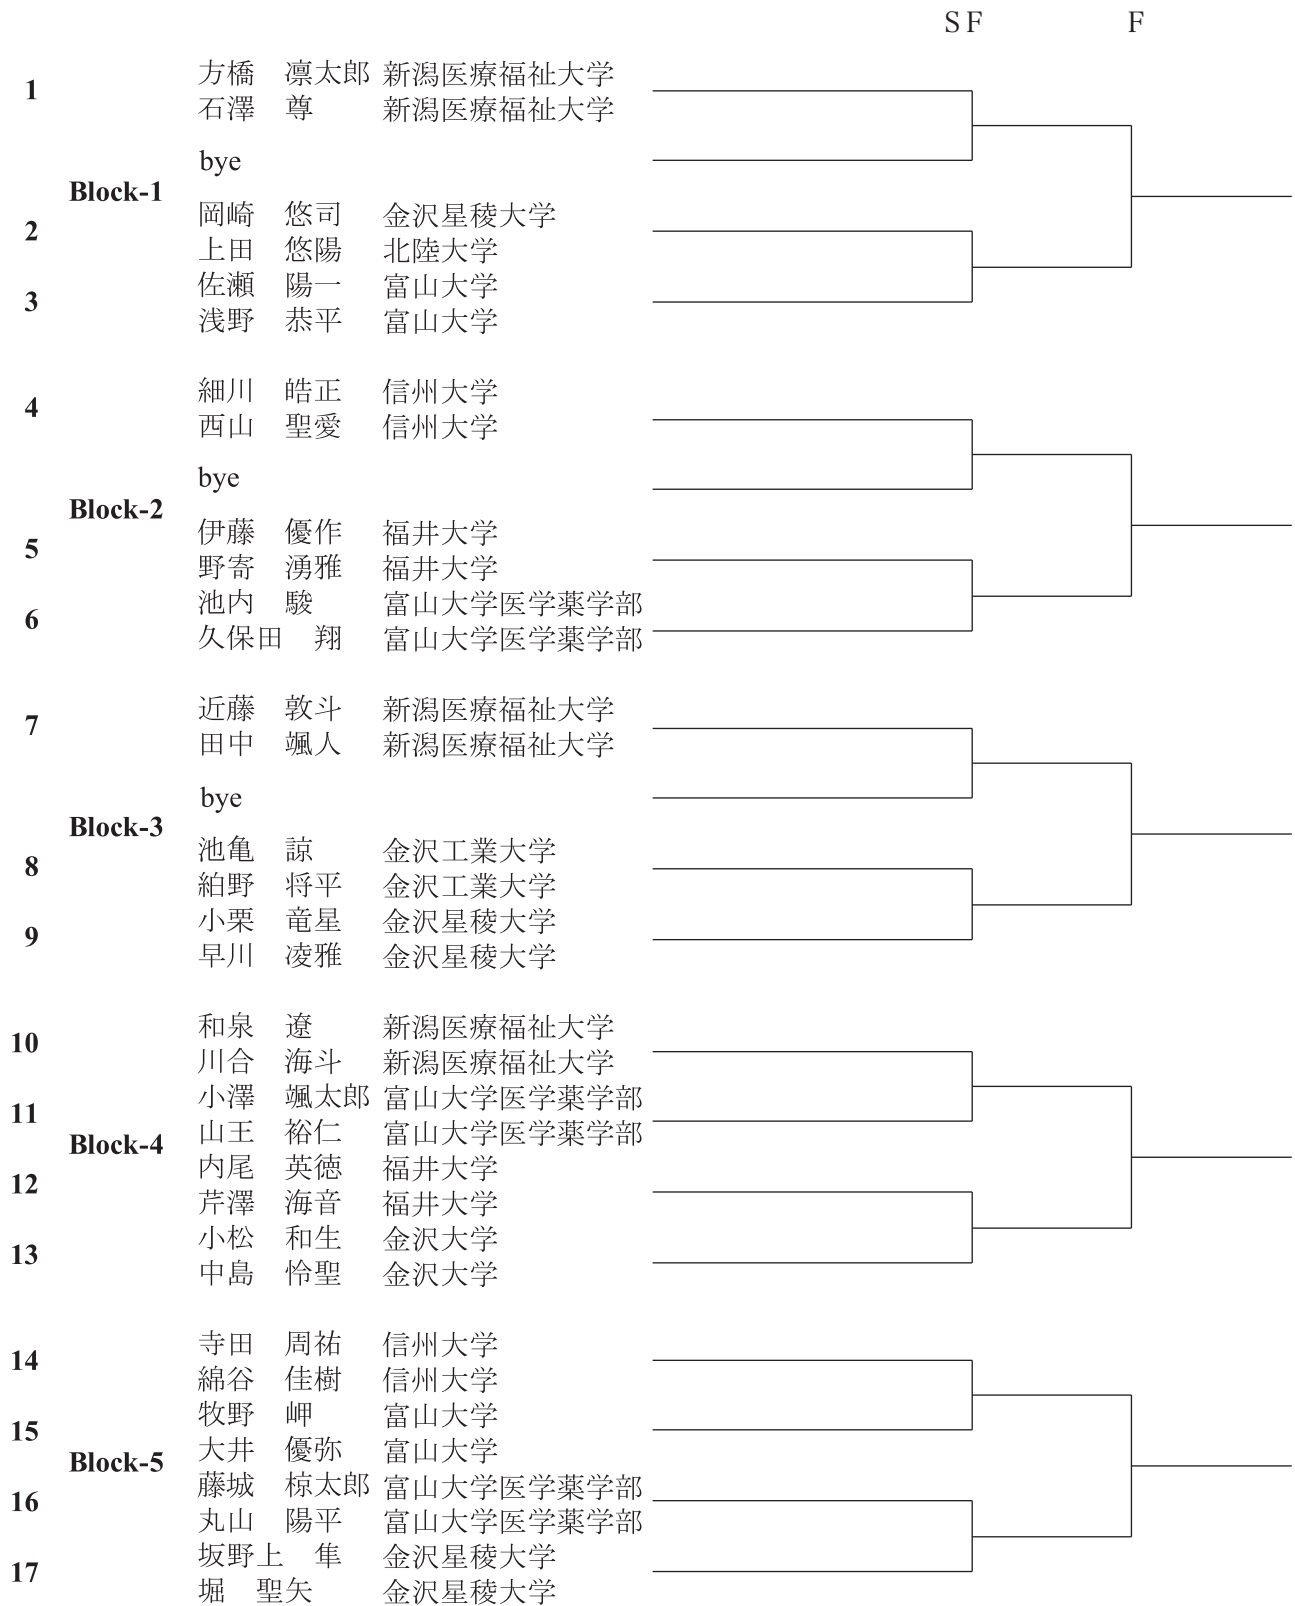 SF F
1 方橋 凛太郎 新潟医療福祉大学
石澤 尊 新潟医療福祉大学
bye
Block-1
2 岡崎 悠司 金沢星稜大学
上田 悠陽 北陸大学
3 佐瀬 陽一 富山大学
浅野 恭平 富山大学
4 細川 皓正 信州大学
西山 聖愛 信州大学
bye
Block-2
5 伊藤 優作 福井大学
野寄 湧雅 福井大学
6 池内 駿 富山大学医学薬学部
久保田 翔 富山大学医学薬学部
7 近藤 敦斗 新潟医療福祉大学
田中 颯人 新潟医療福祉大学
bye
Block-3
8 池亀 諒 金沢工業大学
絈野 将平 金沢工業大学
9 小栗 竜星 金沢星稜大学
早川 凌雅 金沢星稜大学
10 和泉 遼 新潟医療福祉大学
川合 海斗 新潟医療福祉大学
11 小澤 颯太郎 富山大学医学薬学部
山王 裕仁 富山大学医学薬学部
Block-4
12 内尾 英徳 福井大学
芹澤 海音 福井大学
13 小松 和生 金沢大学
中島 怜聖 金沢大学
14 寺田 周祐 信州大学
綿谷 佳樹 信州大学
15 牧野 岬 富山大学
大井 優弥 富山大学
Block-5
16 藤城 椋太郎 富山大学医学薬学部
丸山 陽平 富山大学医学薬学部
17 坂野上 隼 金沢星稜大学
堀 聖矢 金沢星稜大学